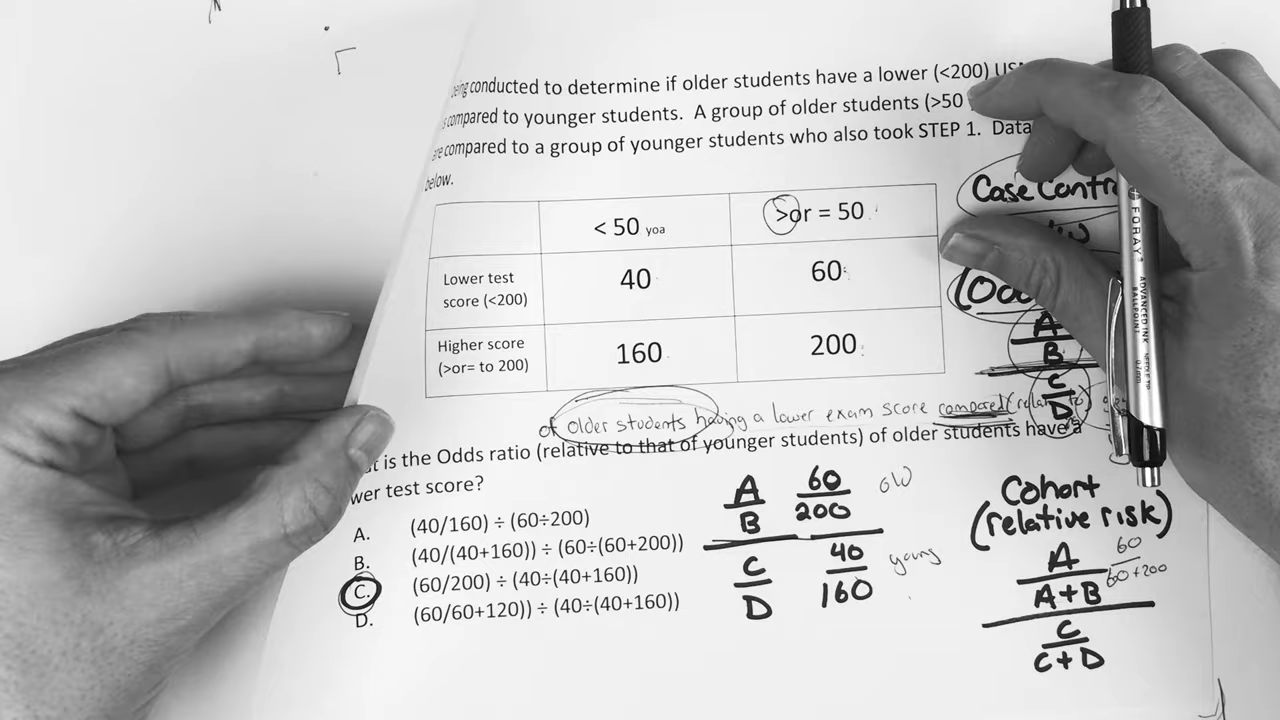 being conducted to determine if older students have a lower (<200)
compared to younger students. A group of older students (>50
compared to a group of younger students who also took STEP 1. Data
below.
Case Contr
< 50 yoa
>or = 50
Lower test
score (<200)
40
60
A
B
C
D
Higher score
(>or= to 200)
160
200
of older students having a lower exam score compared
is the Odds ratio (relative to that of younger students) of older students have a
wer test score?
A. (40/160) ÷ (60÷200)
B. (40/(40+160)) ÷ (60÷(60+200))
C. (60/200) ÷ (40÷(40+160))
D. (60/60+120)) ÷ (40÷(40+160))
A
B
C
D
60
200
old
40
160
young
Cohort
(relative risk)
A
A+B
60
60+200
C
C+D
FORAY
ADVANCED INK
BALLPOINT